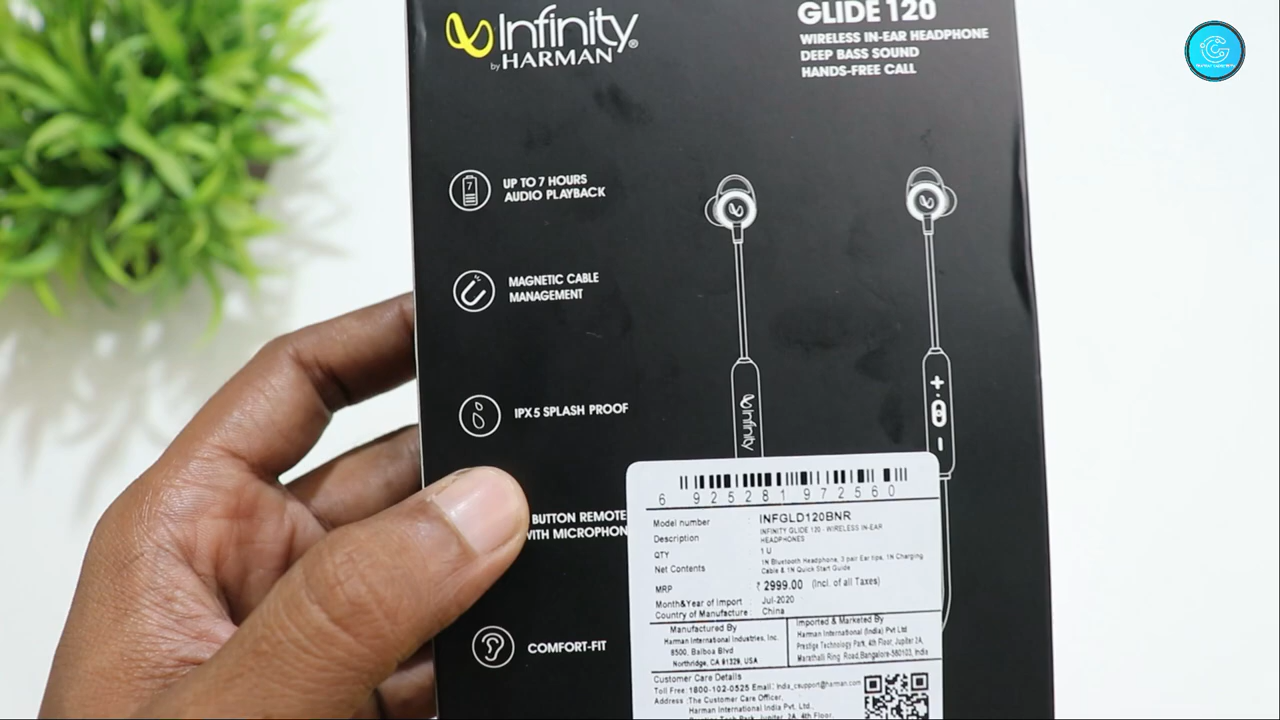 Infinity®
by HARMAN
GLIDE 120
WIRELESS IN-EAR HEADPHONE
DEEP BASS SOUND
HANDS-FREE CALL
7
UP TO 7 HOURS
AUDIO PLAYBACK
MAGNETIC CABLE
MANAGEMENT
IPX5 SPLASH PROOF
BUTTON REMOTE
WITH MICROPHON
COMFORT-FIT
Infinity
6 925281 972560
Model number INFGLD120BNR
Description INFINITY GLIDE 120 - WIRELESS IN-EAR
HEADPHONES
QTY 1 U
Net Contents 1N Bluetooth Headphone, 3 pair Ear tips, 1N Charging
Cable & 1N Quick Start Guide
MRP ₹ 2999.00 (Incl. of all Taxes)
Month&Year of Import Jul-2020
Country of Manufacture : China
Manufactured By
Harman International Industries, Inc.
8500, Balboa Blvd
Northridge, CA 91329, USA
Imported & Marketed By
Harman International (India) Pvt Ltd
Prestige Technology Park, 4th Floor, Jupiter 2A,
Marathalli Ring Road,Bangalore-560103, India
Customer Care Details
Toll Free: 1800-102-0525 Email: india_csupport@harman.com
Address :The Customer Care Officer,
Harman International India Pvt. Ltd.,
Prestige Tech Park, Jupiter, 2A, 4th Floor,